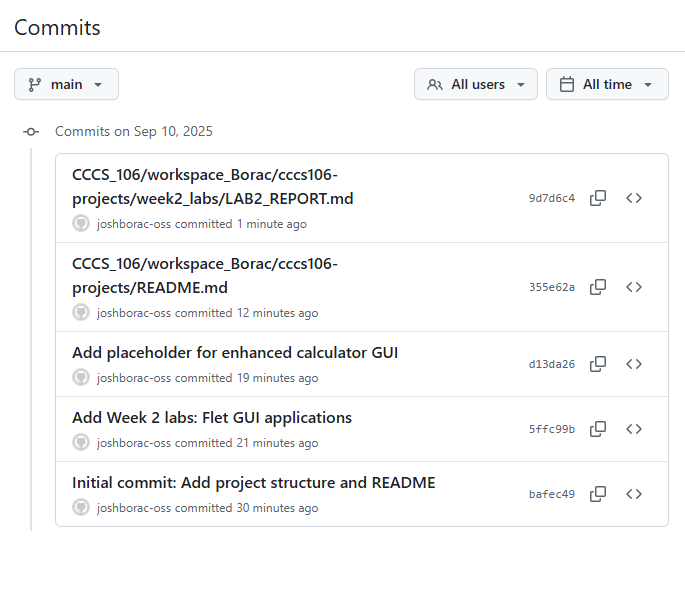 Commits
main
All users
All time
Commits on Sep 10, 2025
CCCS_106/workspace_Borac/cccs106-
projects/week2_labs/LAB2_REPORT.md
9d7d6c4
joshborac-oss committed 1 minute ago
CCCS_106/workspace_Borac/cccs106-
projects/README.md
355e62a
joshborac-oss committed 12 minutes ago
Add placeholder for enhanced calculator GUI
d13da26
joshborac-oss committed 19 minutes ago
Add Week 2 labs: Flet GUI applications
5ffc99b
joshborac-oss committed 21 minutes ago
Initial commit: Add project structure and README
bafec49
joshborac-oss committed 30 minutes ago